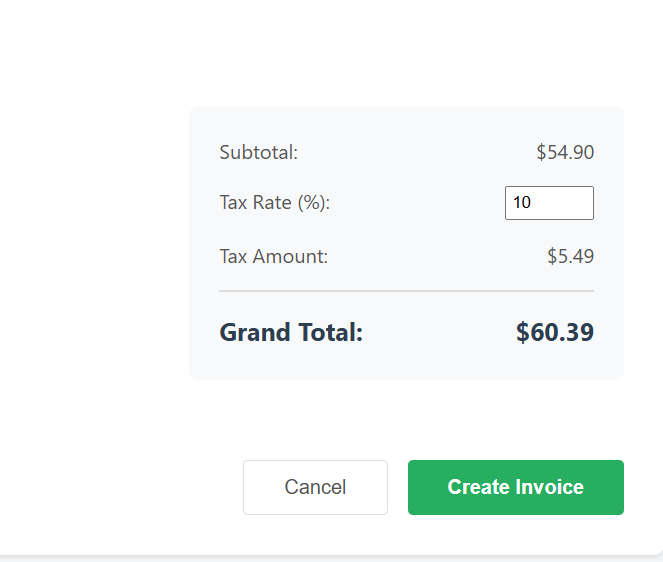 Subtotal: $54.90
Tax Rate (%): 10
Tax Amount: $5.49
Grand Total: $60.39
Cancel Create Invoice